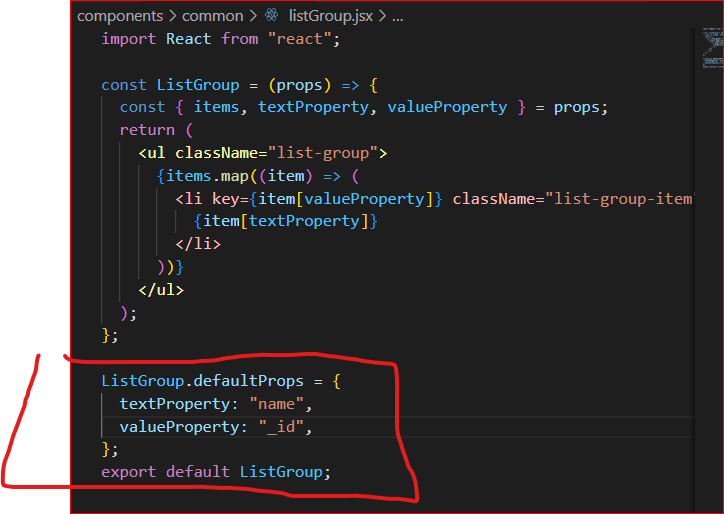 components > common > listGroup.jsx > ...
import React from "react";
const ListGroup = (props) => {
const { items, textProperty, valueProperty } = props;
return (
<ul className="list-group">
{items.map((item) => (
<li key={item[valueProperty]} className="list-group-item
{item[textProperty]}
</li>
))}
</ul>
);
};
ListGroup.defaultProps = {
textProperty: "name",
valueProperty: "_id",
};
export default ListGroup;